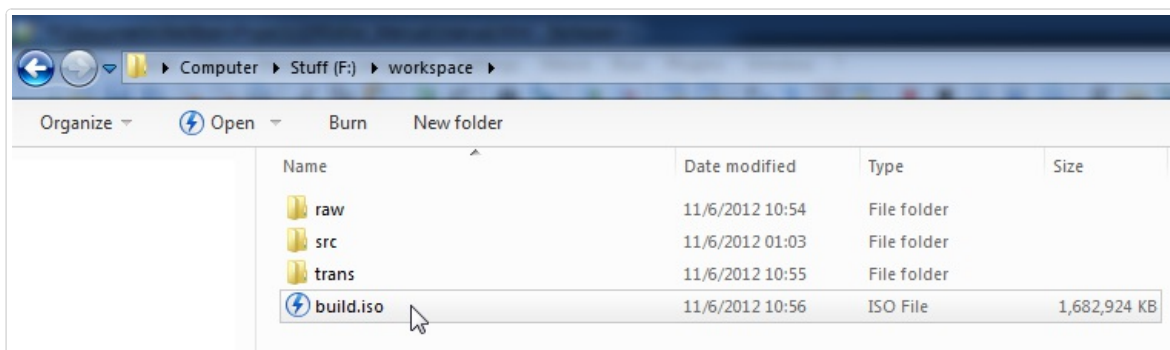 Computer Stuff (F:) workspace
Organize Open Burn New folder
Name Date modified Type Size
raw 11/6/2012 10:54 File folder
src 11/6/2012 01:03 File folder
trans 11/6/2012 10:55 File folder
build.iso 11/6/2012 10:56 ISO File 1,682,924 KB